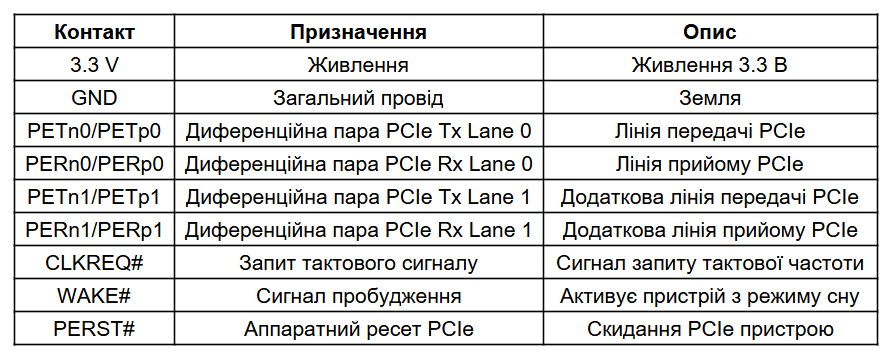 Контакт Призначення Опис
3.3 V Живлення Живлення 3.3 В
GND Загальний провід Земля
PETn0/PETp0 Диференційна пара PCIe Tx Lane 0 Лінія передачі PCIe
PERn0/PERp0 Диференційна пара PCIe Rx Lane 0 Лінія прийому PCIe
PETn1/PETp1 Диференційна пара PCIe Tx Lane 1 Додаткова лінія передачі PCIe
PERn1/PERp1 Диференційна пара PCIe Rx Lane 1 Додаткова лінія прийому PCIe
CLKREQ# Запит тактового сигналу Сигнал запиту тактової частоти
WAKE# Сигнал пробудження Активує пристрій з режиму сну
PERST# Аппаратний ресет PCIe Скидання PCIe пристрою